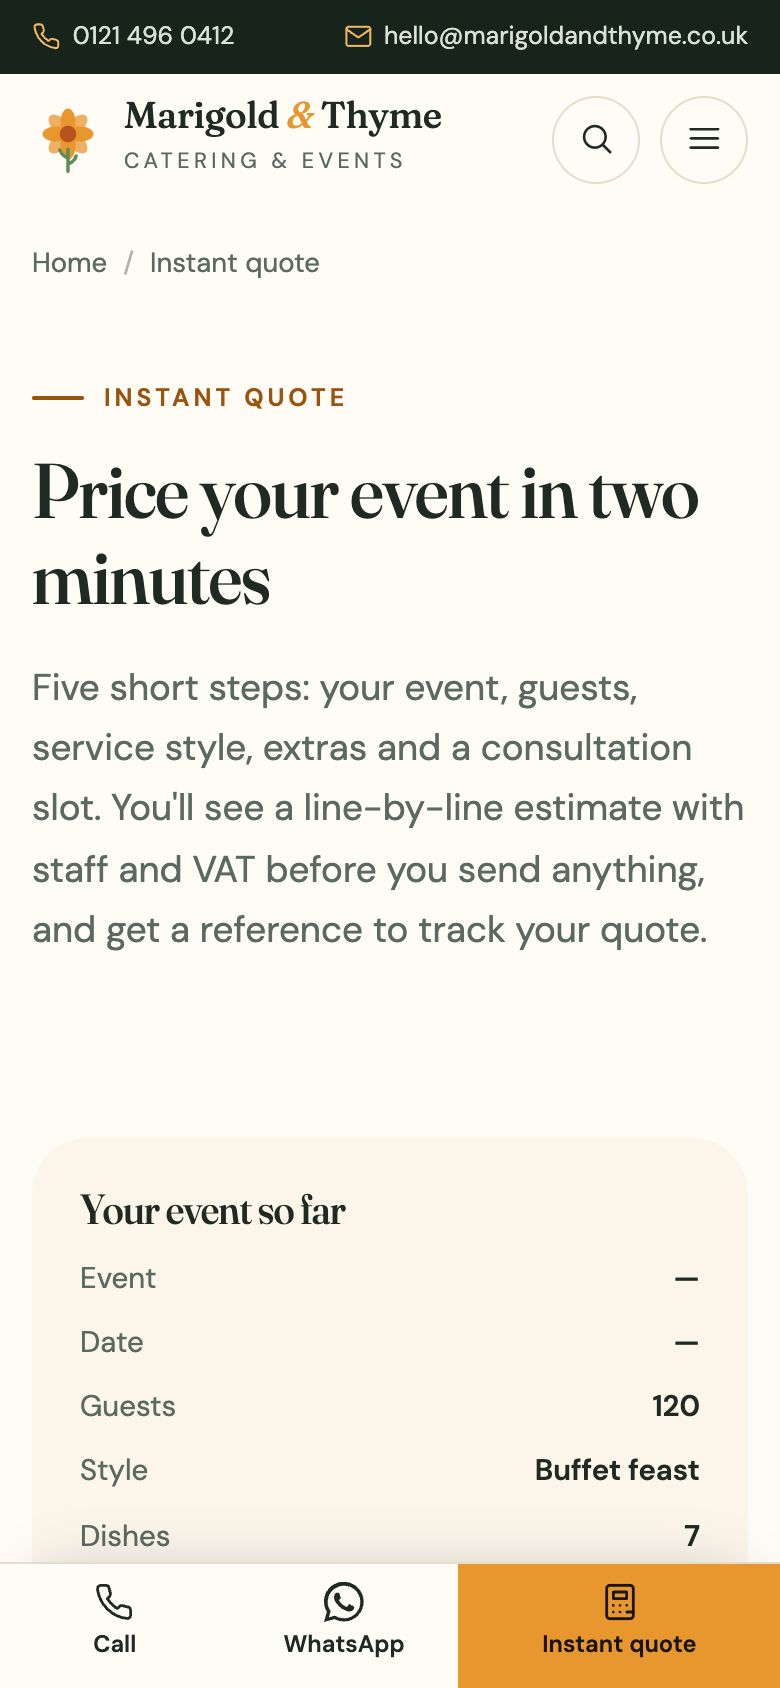 0121 496 0412
hello@marigoldandthyme.co.uk
Marigold & Thyme
CATERING & EVENTS
Home / Instant quote
INSTANT QUOTE
Price your event in two
minutes
Five short steps: your event, guests,
service style, extras and a consultation
slot. You'll see a line-by-line estimate with
staff and VAT before you send anything,
and get a reference to track your quote.
Your event so far
Event —
Date —
Guests 120
Style Buffet feast
Dishes 7
Call
WhatsApp
Instant quote